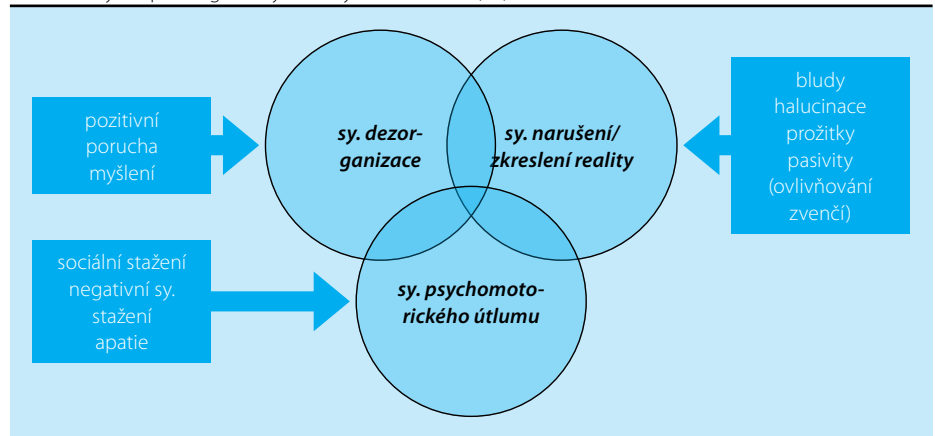 pozitivní
porucha
myšlení
sy. dezor-
ganizace
sy. narušení/
zkreslení reality
bludy
halucinace
prožitky
pasivity
(ovlivňování
zvenčí)
sociální stažení
negativní sy.
stažení
apatie
sy. psychomoto-
rického útlumu